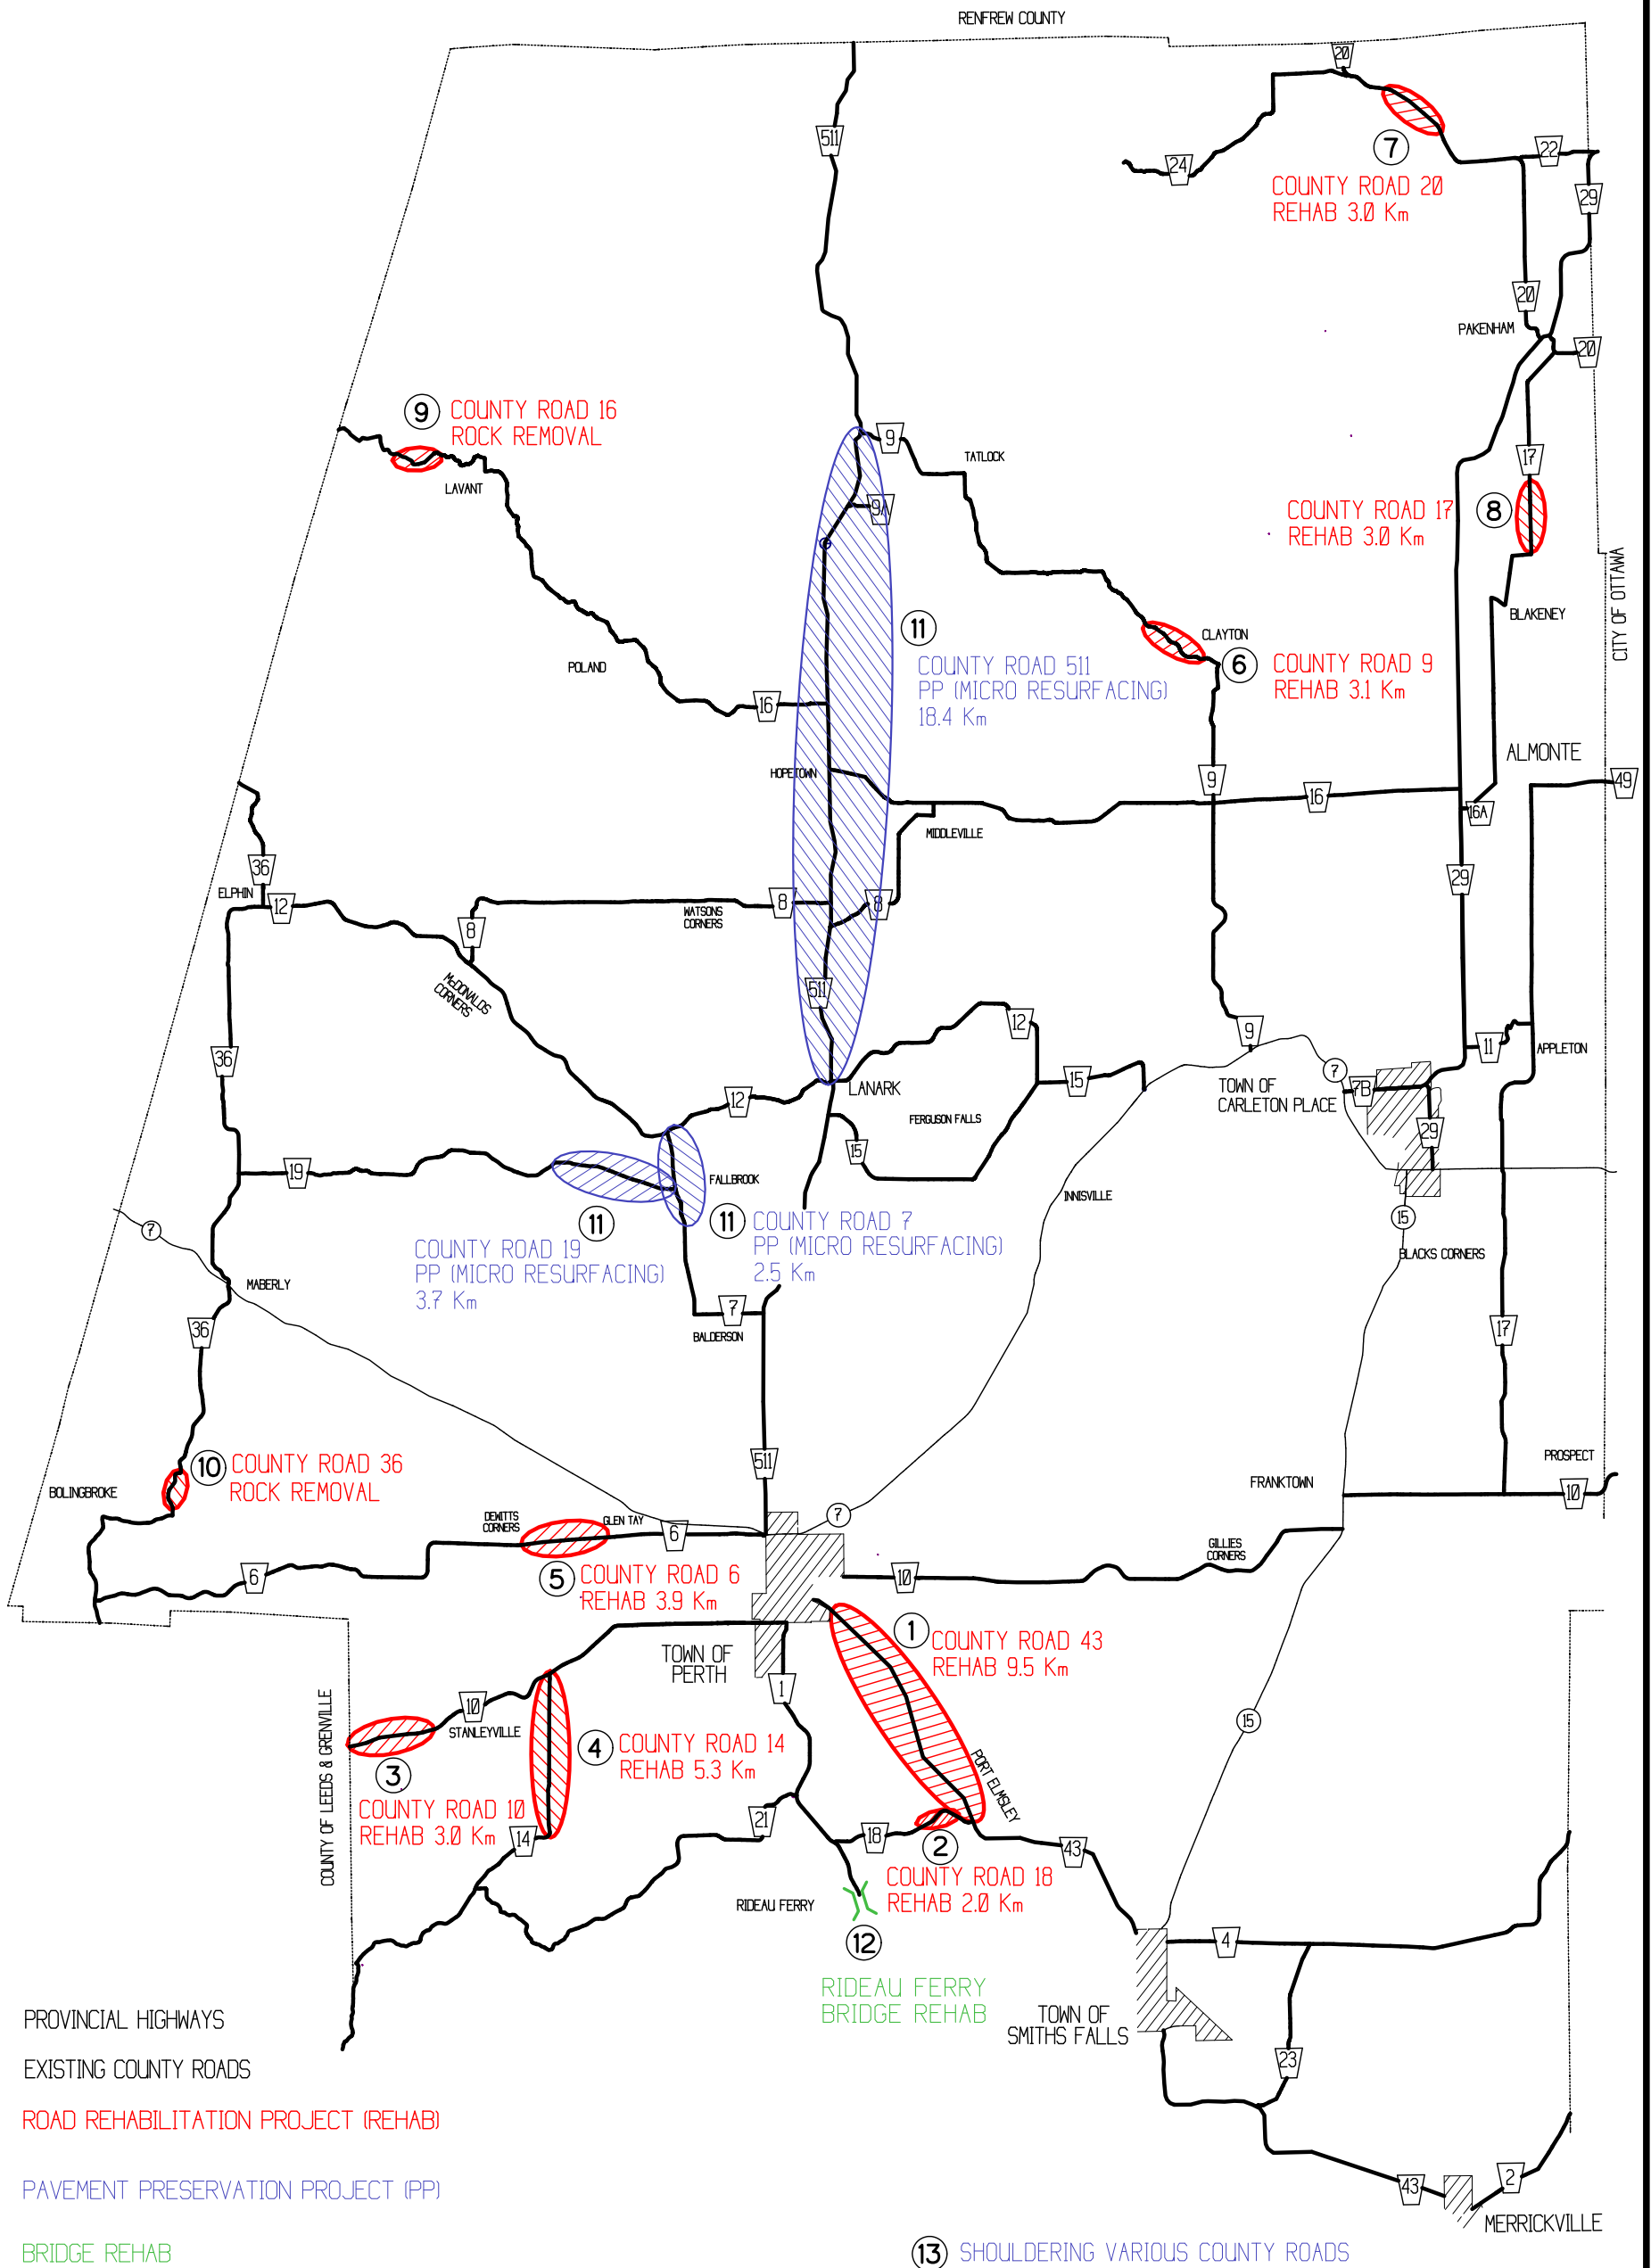 RENFREW COUNTY
20
511
7
22
24
COUNTY ROAD 20
REHAB 3.0 Km
29
20
PAKENHAM
20
9
COUNTY ROAD 16
ROCK REMOVAL
LAVANT
9
TATLOCK
17
9A
COUNTY ROAD 17
REHAB 3.0 Km
8
CITY OF OTTAWA
BLAKENEY
11
COUNTY ROAD 511
PP (MICRO RESURFACING)
18.4 Km
CLAYTON
6
COUNTY ROAD 9
REHAB 3.1 Km
POLAND
16
ALMONTE
HOPETOWN
9
16
49
16A
MIDDLEVILLE
36
ELPHIN
12
8
8
8
WATSONS
CORNERS
29
McDONALDS
CORNERS
511
12
9
11
APPLETON
36
7
7B
TOWN OF
CARLETON PLACE
12
LANARK
15
FERGUSON FALLS
29
15
19
FALLBROOK
INNISVILLE
11
11
COUNTY ROAD 7
PP (MICRO RESURFACING)
2.5 Km
COUNTY ROAD 19
PP (MICRO RESURFACING)
3.7 Km
15
BLACKS CORNERS
7
MABERLY
36
7
BALDERSON
17
10
COUNTY ROAD 36
ROCK REMOVAL
BOLINGBROKE
511
FRANKTOWN
PROSPECT
10
DEWITTS
CORNERS
GLEN TAY
6
7
GILLIES
CORNERS
6
5
COUNTY ROAD 6
REHAB 3.9 Km
10
1
COUNTY ROAD 43
REHAB 9.5 Km
TOWN OF
PERTH
1
COUNTY OF LEEDS & GRENVILLE
10
STANLEYVILLE
15
4
COUNTY ROAD 14
REHAB 5.3 Km
PORT ELMSLEY
3
COUNTY ROAD 10
REHAB 3.0 Km
14
21
18
2
43
COUNTY ROAD 18
REHAB 2.0 Km
RIDEAU FERRY
12
RIDEAU FERRY
BRIDGE REHAB
4
TOWN OF
SMITHS FALLS
23
PROVINCIAL HIGHWAYS
EXISTING COUNTY ROADS
ROAD REHABILITATION PROJECT (REHAB)
PAVEMENT PRESERVATION PROJECT (PP)
BRIDGE REHAB
43
2
MERRICKVILLE
13
SHOULDERING VARIOUS COUNTY ROADS